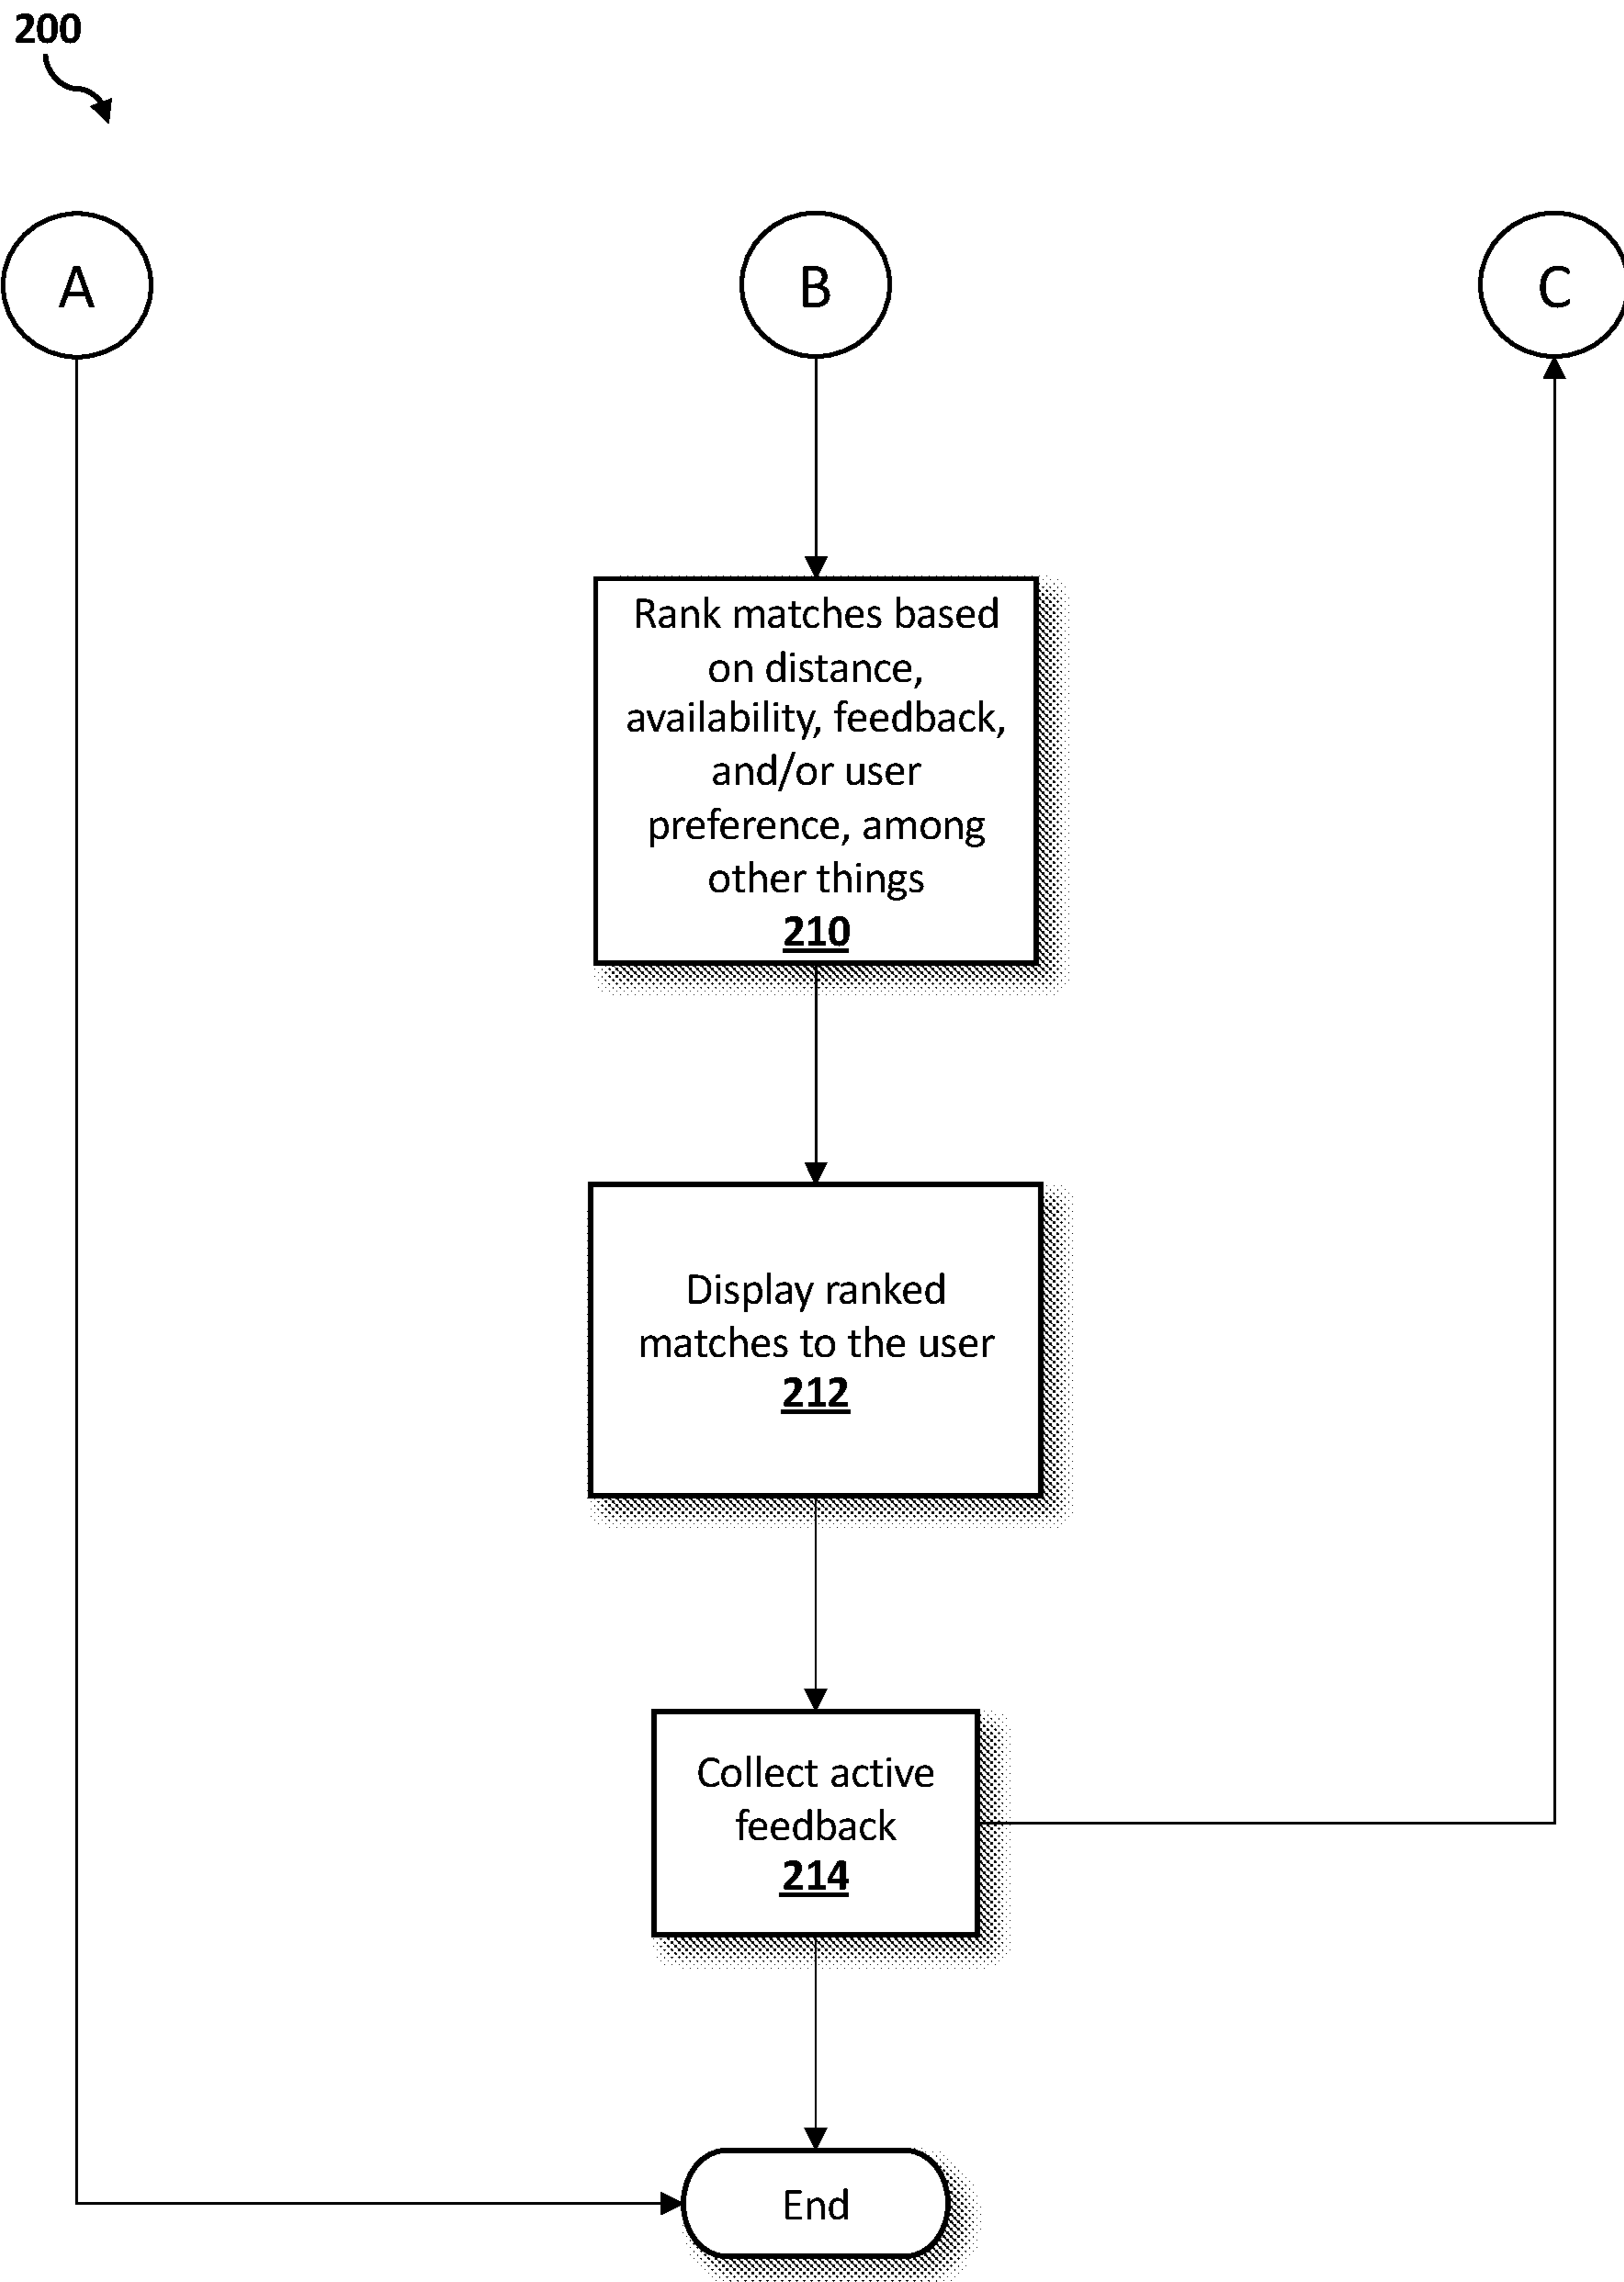 200
A
B
C
Rank matches based
on distance,
availability, feedback,
and/or user
preference, among
other things
210
Display ranked
matches to the user
212
Collect active
feedback
214
End